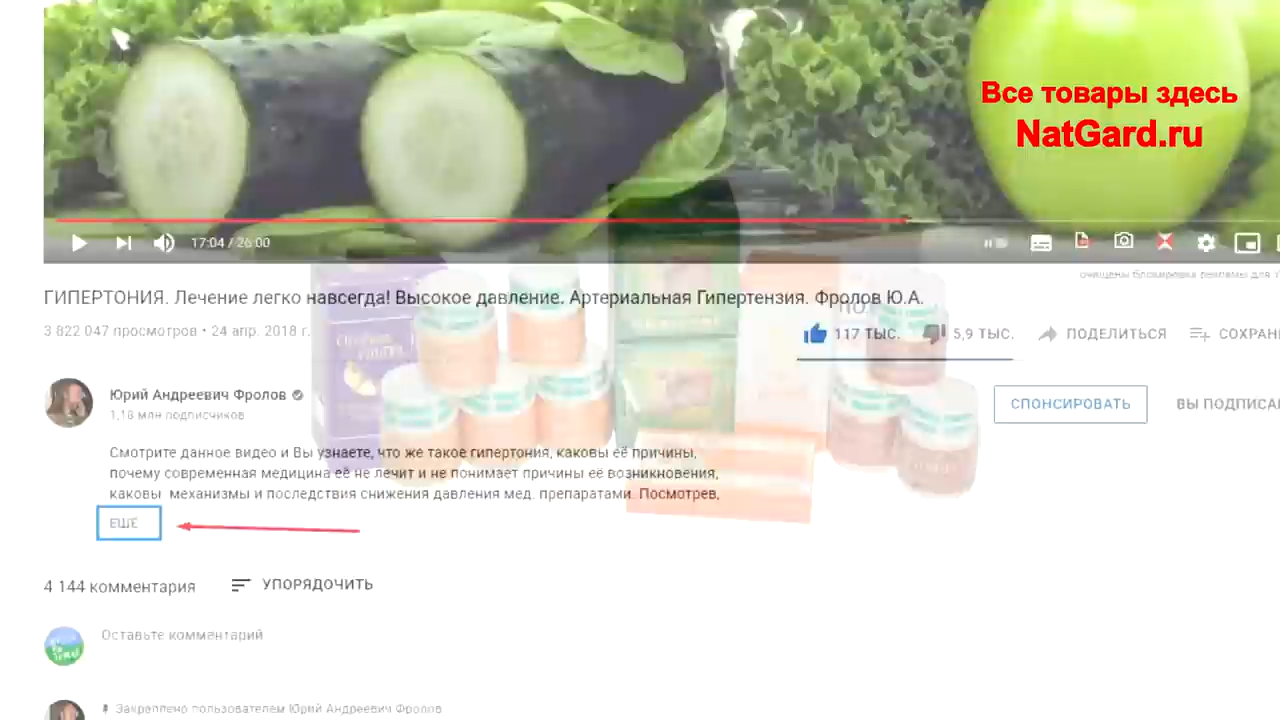 Все товары здесь
NatGard.ru
17:04 / 26:00
ГИПЕРТОНИЯ. Лечение легко навсегда! Высокое давление. Артериальная Гипертензия. Фролов Ю.А.
3 822 047 просмотров • 24 апр. 2018 г.
117 ТЫС. 5,9 ТЫС. ПОДЕЛИТЬСЯ СОХРАН
Юрий Андреевич Фролов
1,18 млн подписчиков
СПОНСИРОВАТЬ ВЫ ПОДПИСА
Смотрите данное видео и Вы узнаете, что же такое гипертония, каковы её причины,
почему современная медицина её не лечит и не понимает причины её возникновения,
каковы механизмы и последствия снижения давления мед. препаратами. Посмотрев,
ЕЩЁ
4 144 комментария УПОРЯДОЧИТЬ
Оставьте комментарий
Закреплено пользователем Юрий Андреевич Фролов